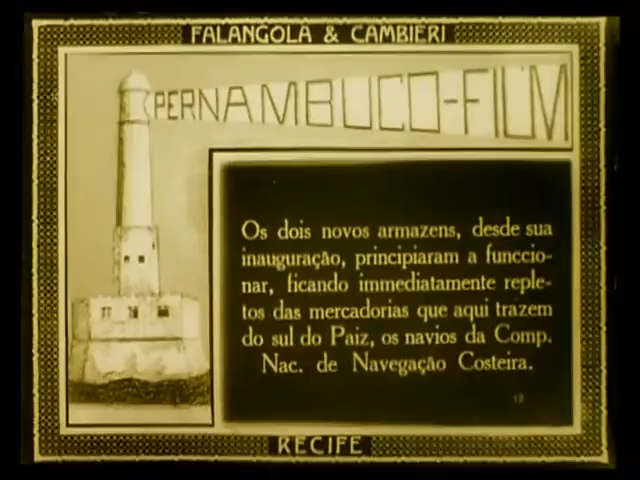 FALANGOLA & CAMBIERI
PERNAMBUCO-FILM
Os dois novos armazens, desde sua
inauguração, principiaram a funccio-
nar, ficando immediatamente reple-
tos das mercadorias que aqui trazem
do sul do Paiz, os navios da Comp.
Nac. de Navegação Costeira.
RECIFE